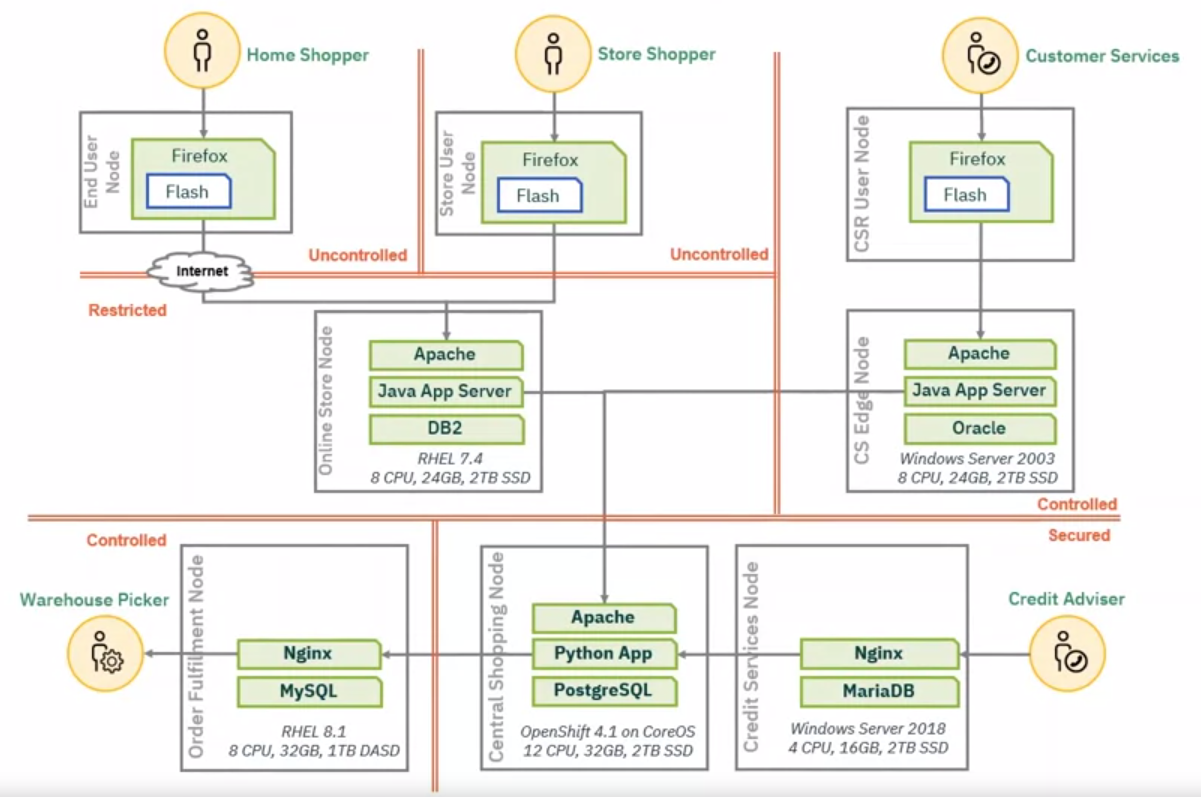 Home Shopper
Store Shopper
Customer Services
End User
Node
Firefox
Flash
Store User
Node
Firefox
Flash
CSR User Node
Firefox
Flash
Internet
Uncontrolled
Uncontrolled
Restricted
Online Store Node
Apache
Java App Server
DB2
RHEL 7.4
8 CPU, 24GB, 2TB SSD
CS Edge Node
Apache
Java App Server
Oracle
Windows Server 2003
8 CPU, 24GB, 2TB SSD
Controlled
Controlled
Secured
Warehouse Picker
Order Fulfilment Node
Nginx
MySQL
RHEL 8.1
8 CPU, 32GB, 1TB DASD
Central Shopping Node
Apache
Python App
PostgreSQL
OpenShift 4.1 on CoreOS
12 CPU, 32GB, 2TB SSD
Credit Services Node
Nginx
MariaDB
Windows Server 2018
4 CPU, 16GB, 2TB SSD
Credit Adviser